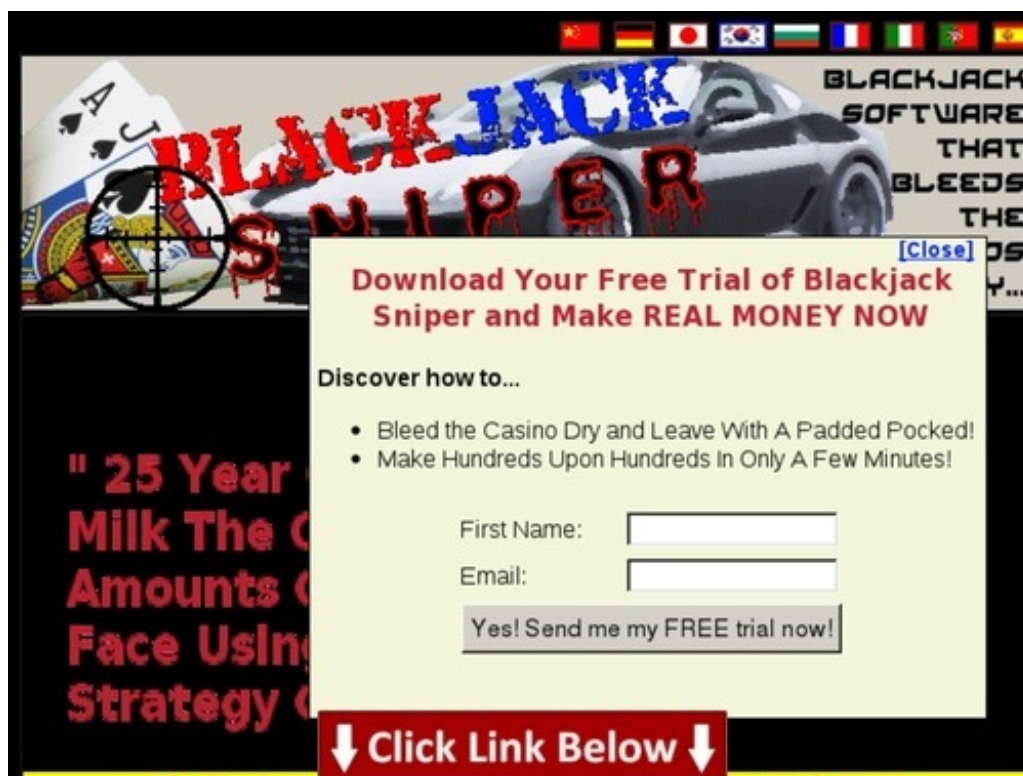 A
J
BLACKJACK
SNIPER
BLACKJACK
SOFTWARE
THAT
BLEEDS
THE
[Close]
Download Your Free Trial of Blackjack
Sniper and Make REAL MONEY NOW
Discover how to...
• Bleed the Casino Dry and Leave With A Padded Pocked!
• Make Hundreds Upon Hundreds In Only A Few Minutes!
First Name:
Email:
Yes! Send me my FREE trial now!
" 25 Year
Milk The
Amounts
Face Using
Strategy
Click Link Below